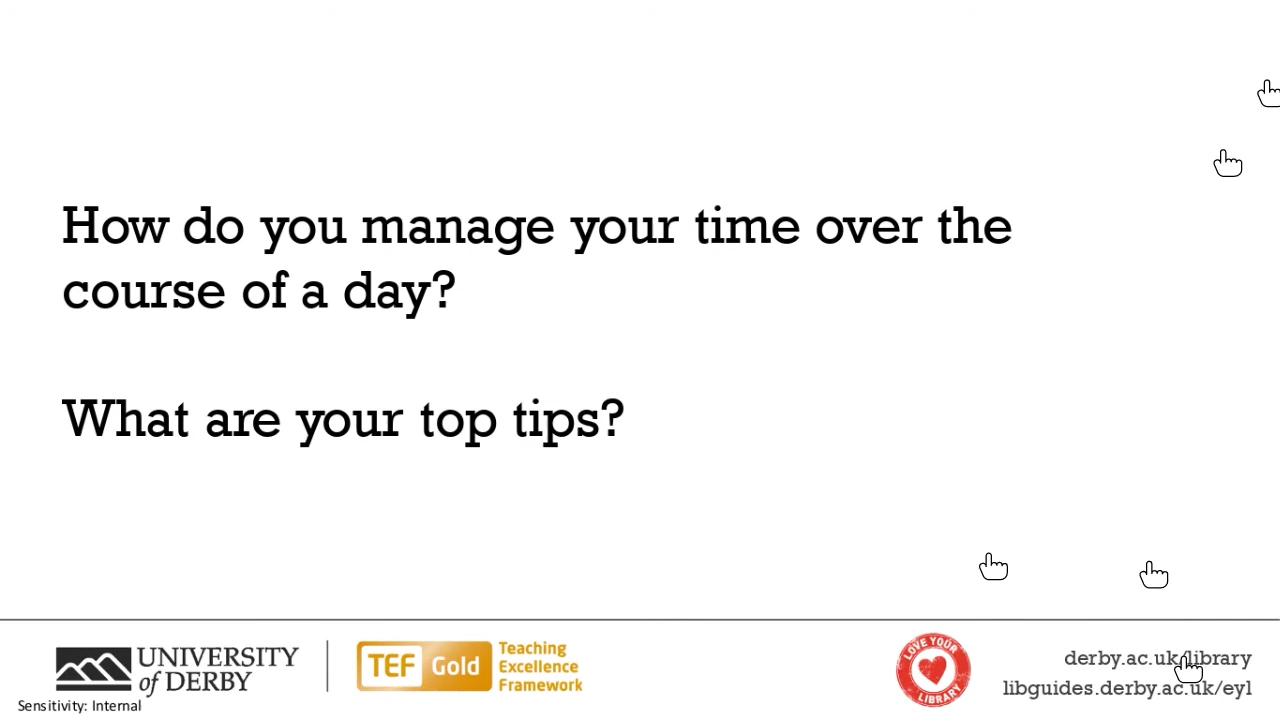 How do you manage your time over the
course of a day?
What are your top tips?
UNIVERSITY
of DERBY
TEF Gold
Teaching
Excellence
Framework
LOVE YOUR
LIBRARY
derby.ac.uk/library
libguides.derby.ac.uk/eyl
Sensitivity: Internal